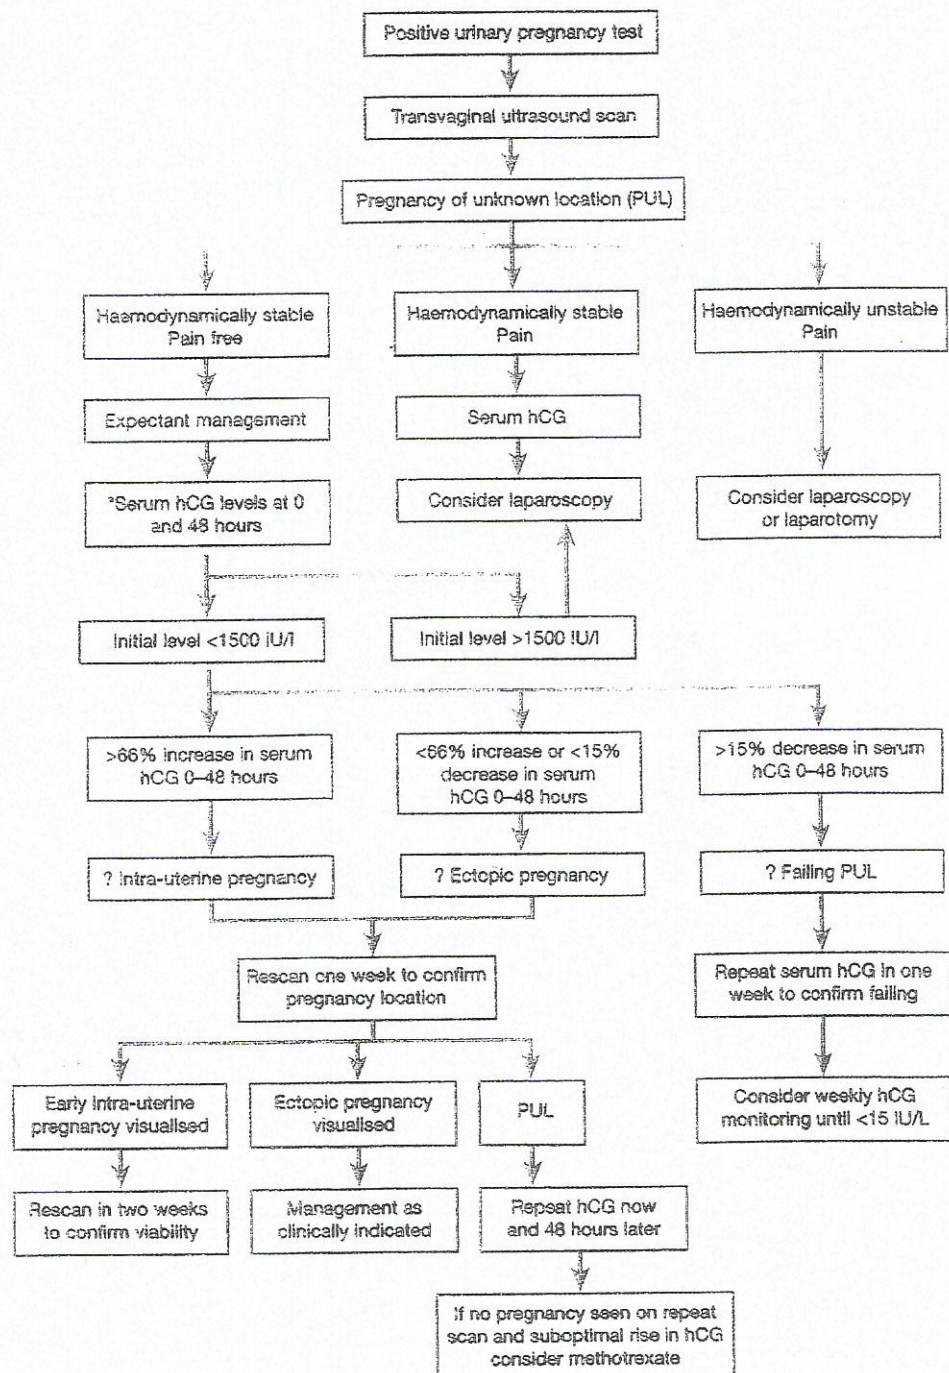 Positive urinary pregnancy test
Transvaginal ultrasound scan
Pregnancy of unknown location (PUL)
Haemodynamically stable
Pain free
Haemodynamically stable
Pain
Haemodynamically unstable
Pain
Expectant management
Serum hCG
*Serum hCG levels at 0
and 48 hours
Consider laparoscopy
Consider laparoscopy
or laparotomy
Initial level <1500 IU/l
Initial level >1500 IU/l
>66% increase in serum
hCG 0–48 hours
<66% increase or <15%
decrease in serum
hCG 0–48 hours
>15% decrease in serum
hCG 0–48 hours
? Intra-uterine pregnancy
? Ectopic pregnancy
? Failing PUL
Rescan one week to confirm
pregnancy location
Repeat serum hCG in one
week to confirm failing
Early intra-uterine
pregnancy visualised
Ectopic pregnancy
visualised
PUL
Consider weekly hCG
monitoring until <15 IU/L
Rescan in two weeks
to confirm viability
Management as
clinically indicated
Repeat hCG now
and 48 hours later
If no pregnancy seen on repeat
scan and suboptimal rise in hCG
consider methotrexate